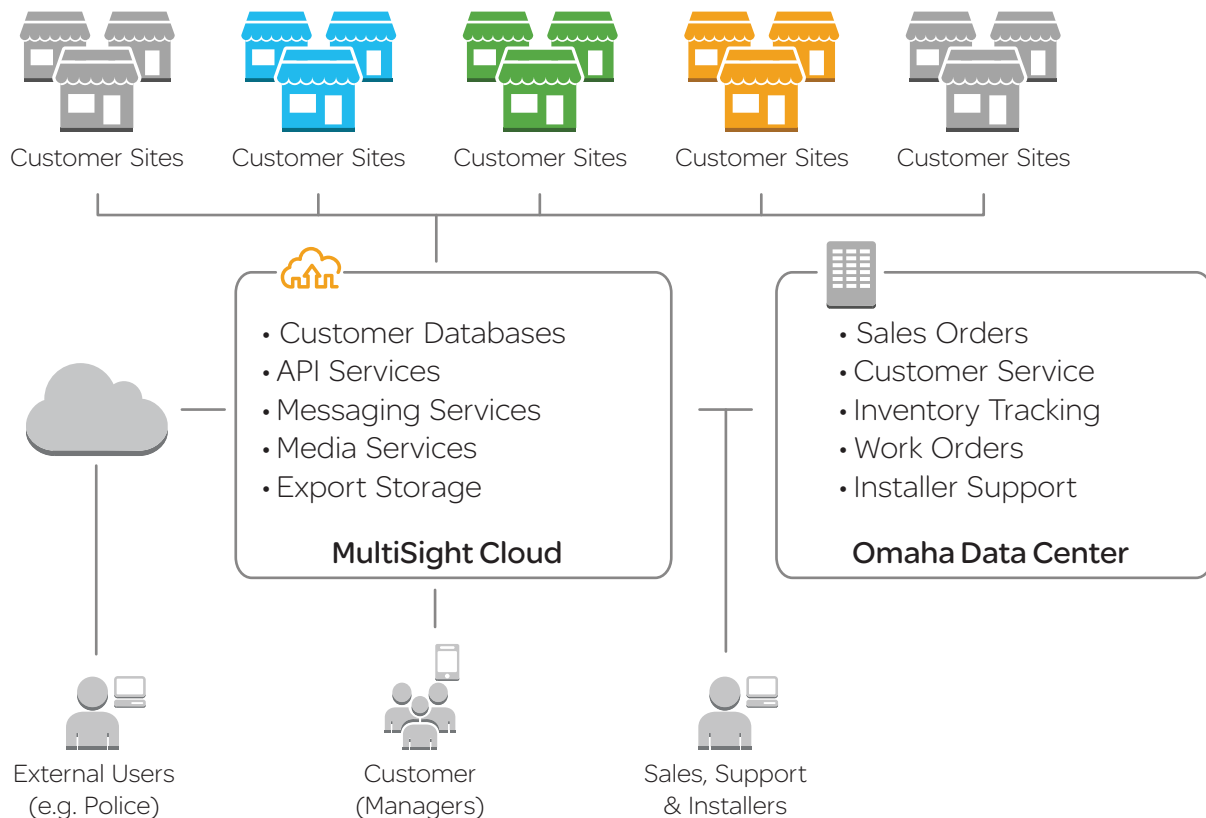 Customer Sites
Customer Sites
Customer Sites
Customer Sites
Customer Sites
• Customer Databases
• API Services
• Messaging Services
• Media Services
• Export Storage
MultiSight Cloud
• Sales Orders
• Customer Service
• Inventory Tracking
• Work Orders
• Installer Support
Omaha Data Center
External Users
(e.g. Police)
Customer
(Managers)
Sales, Support
& Installers